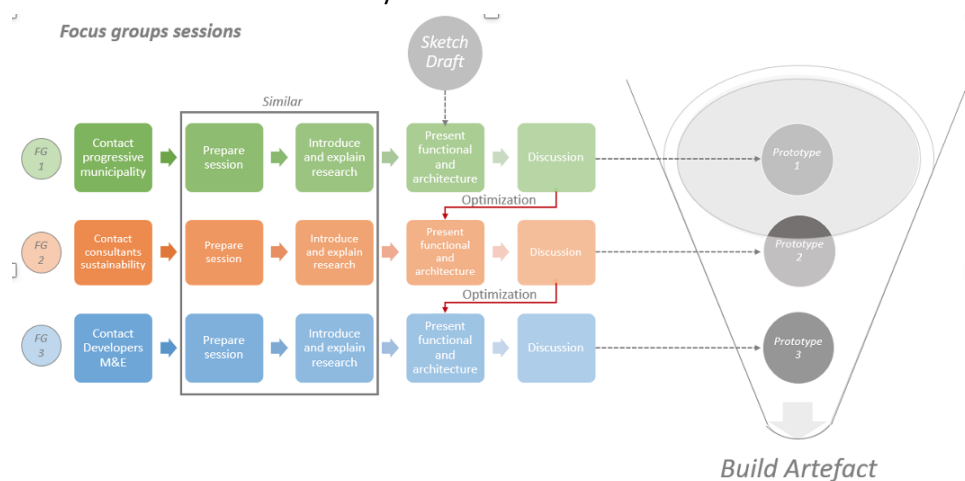 Focus groups sessions
Sketch
Draft
Similar
FG
1
Contact
progressive
municipality
Prepare
session
Introduce
and explain
research
Present
functional
and
architecture
Discussion
Prototype
1
Optimization
FG
2
Contact
consultants
sustainability
Prepare
session
Introduce
and explain
research
Present
functional
and
architecture
Discussion
Prototype
2
Optimization
FG
3
Contact
Developers
M&E
Prepare
session
Introduce
and explain
research
Present
functional
and
architecture
Discussion
Prototype
3
Build Artefact